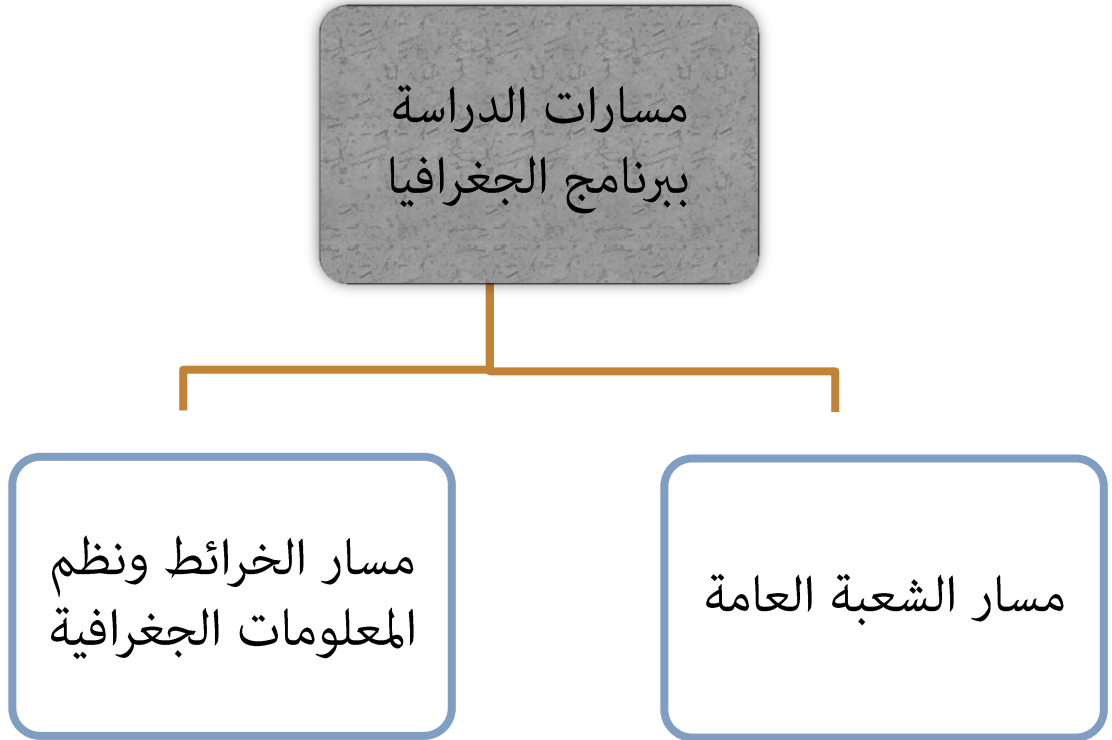 مسارات الدراسة
ببرنامج الجغرافيا
مسار الشعبة العامة
مسار الخرائط ونظم
المعلومات الجغرافية